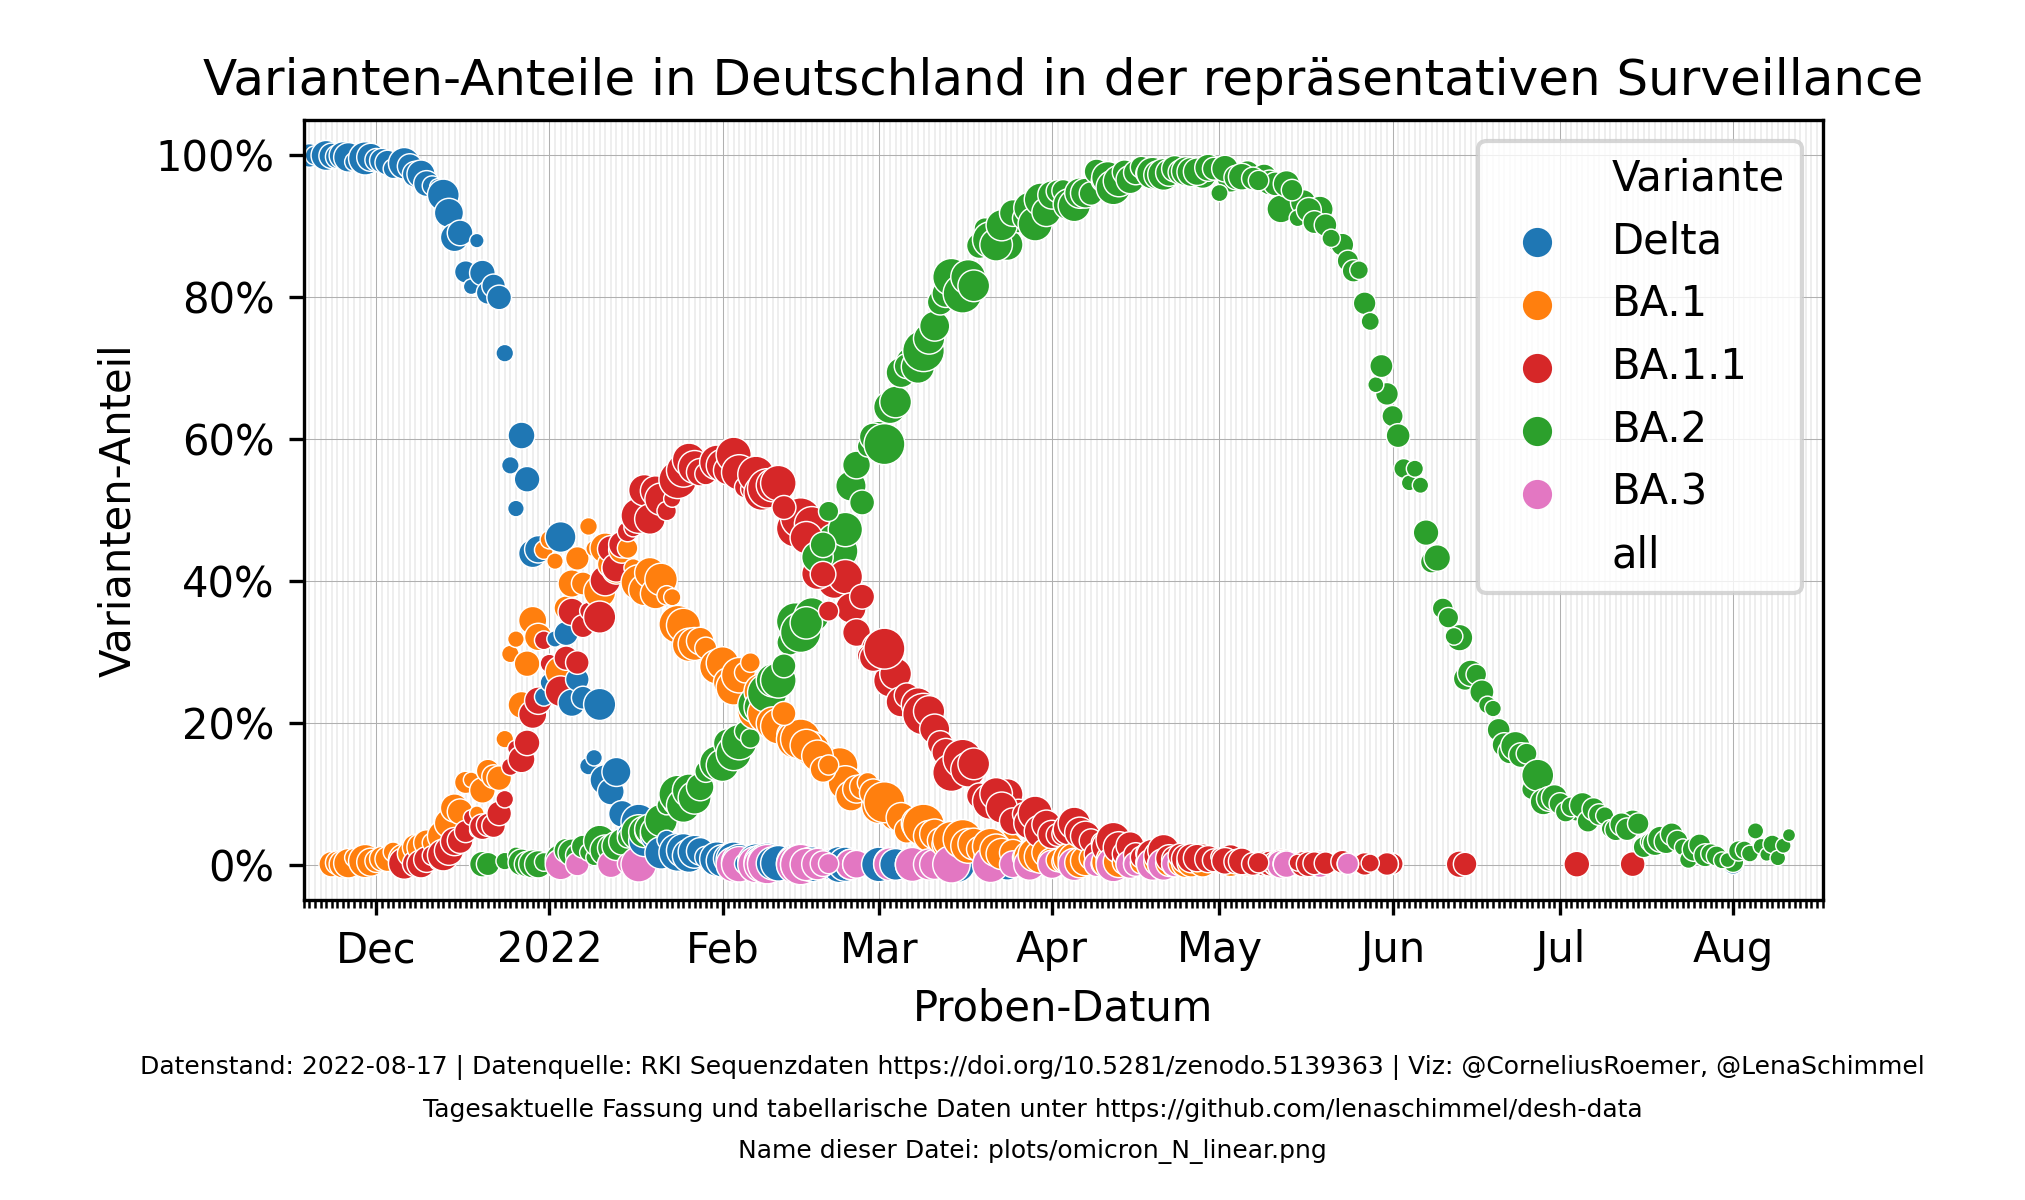 Varianten-Anteile in Deutschland in der repräsentativen Surveillance
Varianten-Anteil
100%
80%
60%
40%
20%
0%
Variante
Delta
BA.1
BA.1.1
BA.2
BA.3
all
Dec 2022 Feb Mar Apr May Jun Jul Aug
Proben-Datum
Datenstand: 2022-08-17 | Datenquelle: RKI Sequenzdaten https://doi.org/10.5281/zenodo.5139363 | Viz: @CorneliusRoemer, @LenaSchimmel
Tagesaktuelle Fassung und tabellarische Daten unter https://github.com/lenaschimmel/desh-data
Name dieser Datei: plots/omicron_N_linear.png